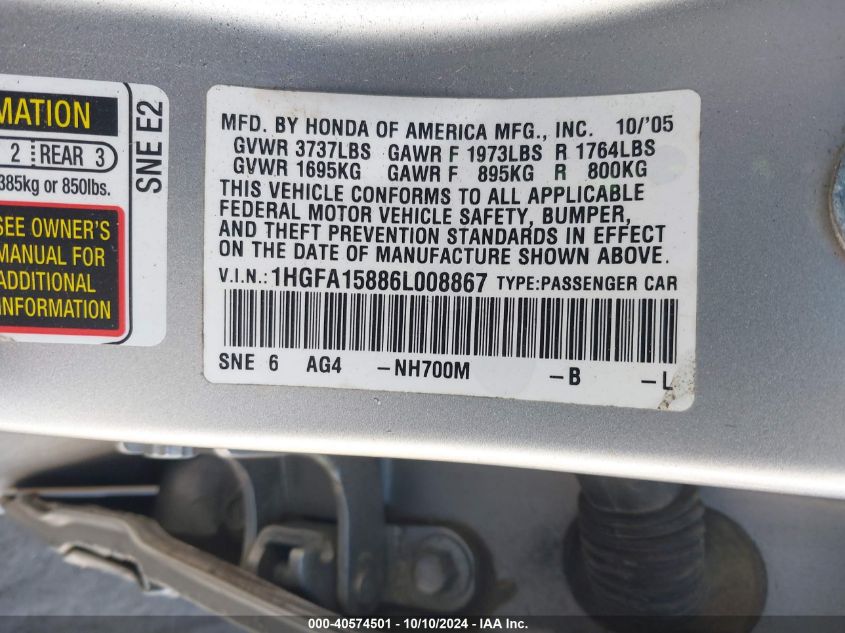 MATION
2 REAR 3
385kg or 850lbs.
SEE OWNER'S
MANUAL FOR
ADDITIONAL
INFORMATION
SNE E2
MFD. BY HONDA OF AMERICA MFG., INC. 10/'05
GVWR 3737LBS GAWR F 1973LBS R 1764LBS
GVWR 1695KG GAWR F 895KG R 800KG
THIS VEHICLE CONFORMS TO ALL APPLICABLE
FEDERAL MOTOR VEHICLE SAFETY, BUMPER,
AND THEFT PREVENTION STANDARDS IN EFFECT
ON THE DATE OF MANUFACTURE SHOWN ABOVE.
V.I.N.: 1HGFA15886L008867 TYPE:PASSENGER CAR
SNE 6 AG4 -NH700M -B -L
000-40574501 - 10/10/2024 - IAA Inc.